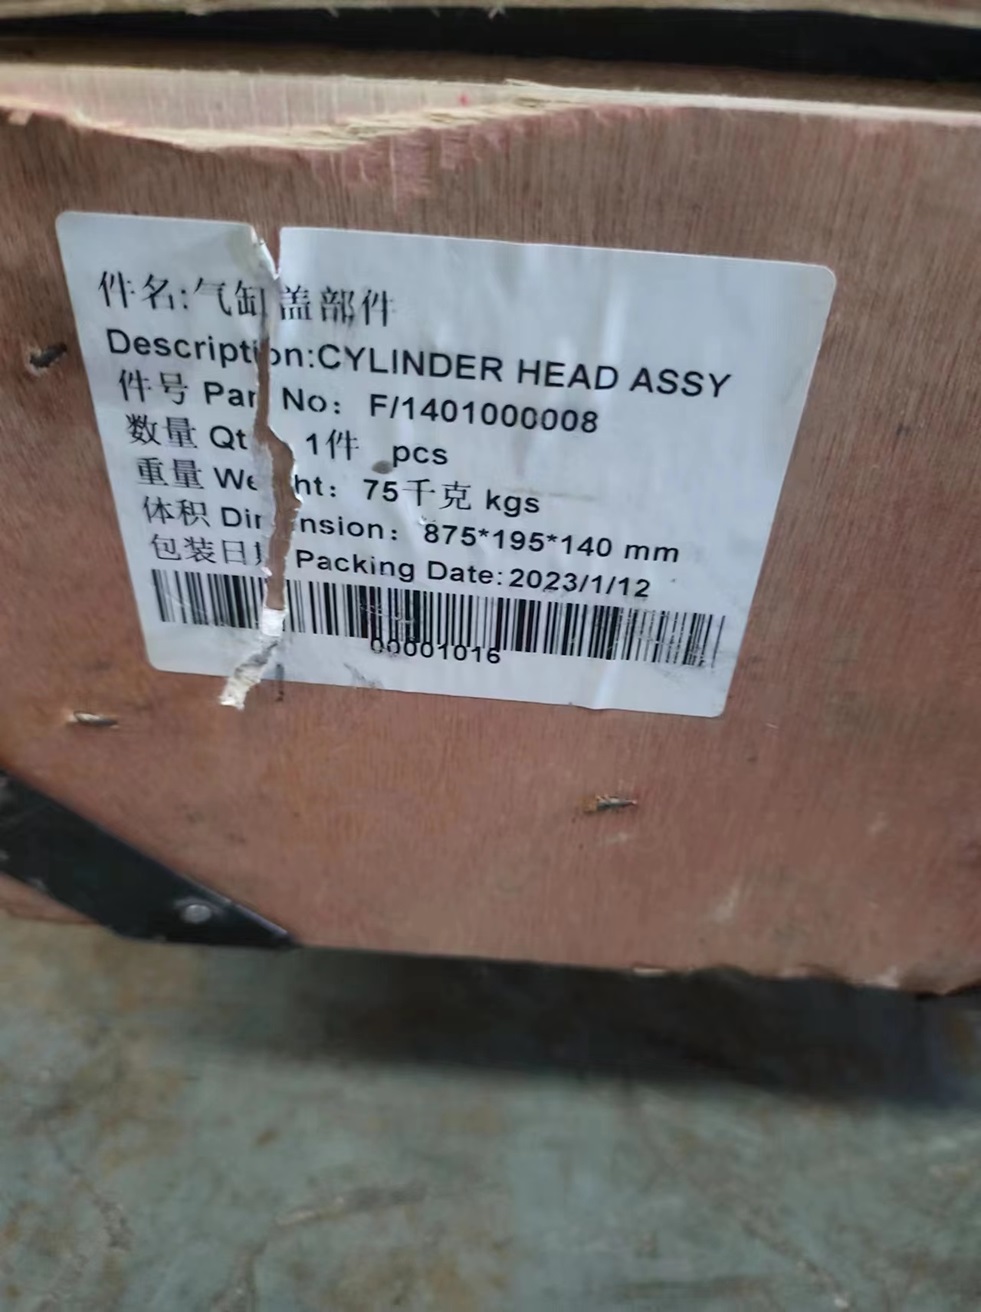 件名:气缸盖部件
Description:CYLINDER HEAD ASSY
件号 Part No: F/1401000008
数量 Qt 1件 pcs
重量 Weight: 75千克 kgs
体积 Dimension: 875*195*140 mm
包装日期 Packing Date:2023/1/12
00001016